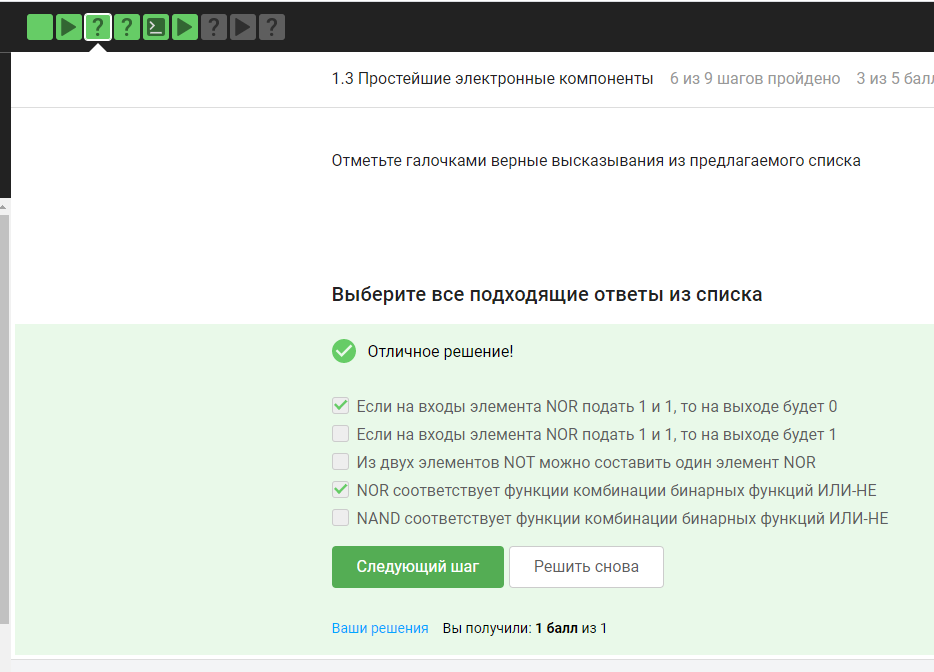 1.3 Простейшие электронные компоненты 6 из 9 шагов пройдено 3 из 5 балл
Отметьте галочками верные высказывания из предлагаемого списка
Выберите все подходящие ответы из списка
Отличное решение!
Если на входы элемента NOR подать 1 и 1, то на выходе будет 0
Если на входы элемента NOR подать 1 и 1, то на выходе будет 1
Из двух элементов NOT можно составить один элемент NOR
NOR соответствует функции комбинации бинарных функций ИЛИ-НЕ
NAND соответствует функции комбинации бинарных функций ИЛИ-НЕ
Следующий шаг Решить снова
Ваши решения Вы получили: 1 балл из 1